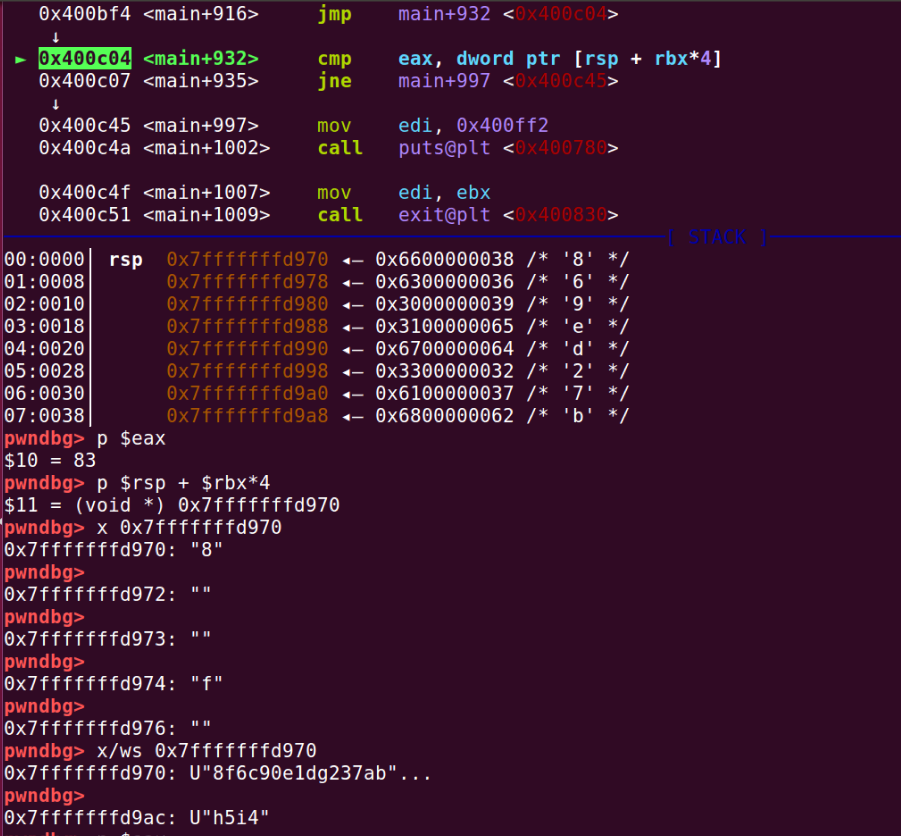 0x400bf4 <main+916> jmp main+932 <0x400c04>
↓
► 0x400c04 <main+932> cmp eax, dword ptr [rsp + rbx*4]
0x400c07 <main+935> jne main+997 <0x400c45>
↓
0x400c45 <main+997> mov edi, 0x400ff2
0x400c4a <main+1002> call puts@plt <0x400780>
0x400c4f <main+1007> mov edi, ebx
0x400c51 <main+1009> call exit@plt <0x400830>
[ STACK ]
00:0000│ rsp 0x7fffffffd970 ◂— 0x6600000038 /* '8' */
01:0008│ 0x7fffffffd978 ◂— 0x6300000036 /* '6' */
02:0010│ 0x7fffffffd980 ◂— 0x3000000039 /* '9' */
03:0018│ 0x7fffffffd988 ◂— 0x3100000065 /* 'e' */
04:0020│ 0x7fffffffd990 ◂— 0x6700000064 /* 'd' */
05:0028│ 0x7fffffffd998 ◂— 0x3300000032 /* '2' */
06:0030│ 0x7fffffffd9a0 ◂— 0x6100000037 /* '7' */
07:0038│ 0x7fffffffd9a8 ◂— 0x6800000062 /* 'b' */
pwndbg> p $eax
$10 = 83
pwndbg> p $rsp + $rbx*4
$11 = (void *) 0x7fffffffd970
pwndbg> x 0x7fffffffd970
0x7fffffffd970: "8"
pwndbg>
0x7fffffffd972: ""
pwndbg>
0x7fffffffd973: ""
pwndbg>
0x7fffffffd974: "f"
pwndbg>
0x7fffffffd976: ""
pwndbg> x/ws 0x7fffffffd970
0x7fffffffd970: U"8f6c90e1dg237ab"...
pwndbg>
0x7fffffffd9ac: U"h5i4"